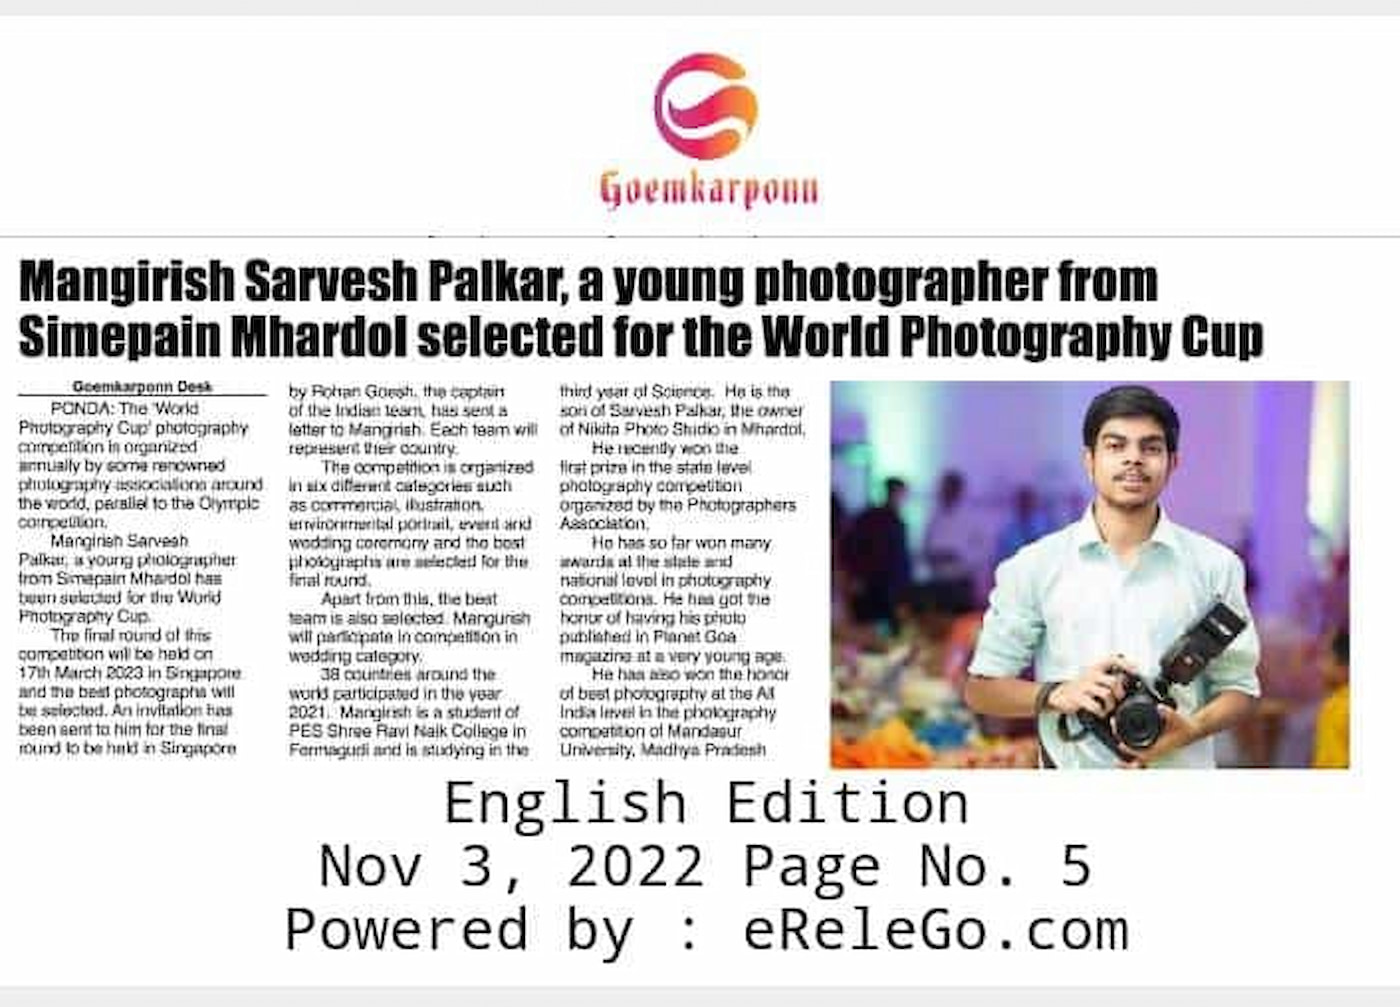 Goemkarponn
Mangirish Sarvesh Palkar, a young photographer from
Simepain Mhardol selected for the World Photography Cup
Goemkarponn Desk
PONDA: The 'World
Photography Cup' photography
competition is organized
annually by some renowned
photography associations around
the world, parallel to the Olympic
competition.
Mangirish Sarvesh
Palkar, a young photographer
from Simepain Mhardol has
been selected for the World
Photography Cup.
The final round of this
competition will be held on
17th March 2023 in Singapore
and the best photographs will
be selected. An invitation has
been sent to him for the final
round to be held in Singapore
by Rohan Goesh, the captain
of the Indian team, has sent a
letter to Mangirish. Each team will
represent their country.
The competition is organized
in six different categories such
as commercial, illustration,
environmental portrait, event and
wedding ceremony and the best
photographs are selected for the
final round.
Apart from this, the best
team is also selected. Mangurish
will participate in competition in
wedding category.
38 countries around the
world participated in the year
2021. Mangirish is a student of
PES Shree Ravi Naik College in
Farmagudi and is studying in the
third year of Science. He is the
son of Sarvesh Palkar, the owner
of Nikita Photo Studio in Mhardol.
He recently won the
first prize in the state level
photography competition
organized by the Photographers
Association.
He has so far won many
awards at the state and
national level in photography
competitions. He has got the
honor of having his photo
published in Planet Goa
magazine at a very young age.
He has also won the honor
of best photography at the All
India level in the photography
competition of Mandasur
University, Madhya Pradesh
English Edition
Nov 3, 2022 Page No. 5
Powered by : eReleGo.com